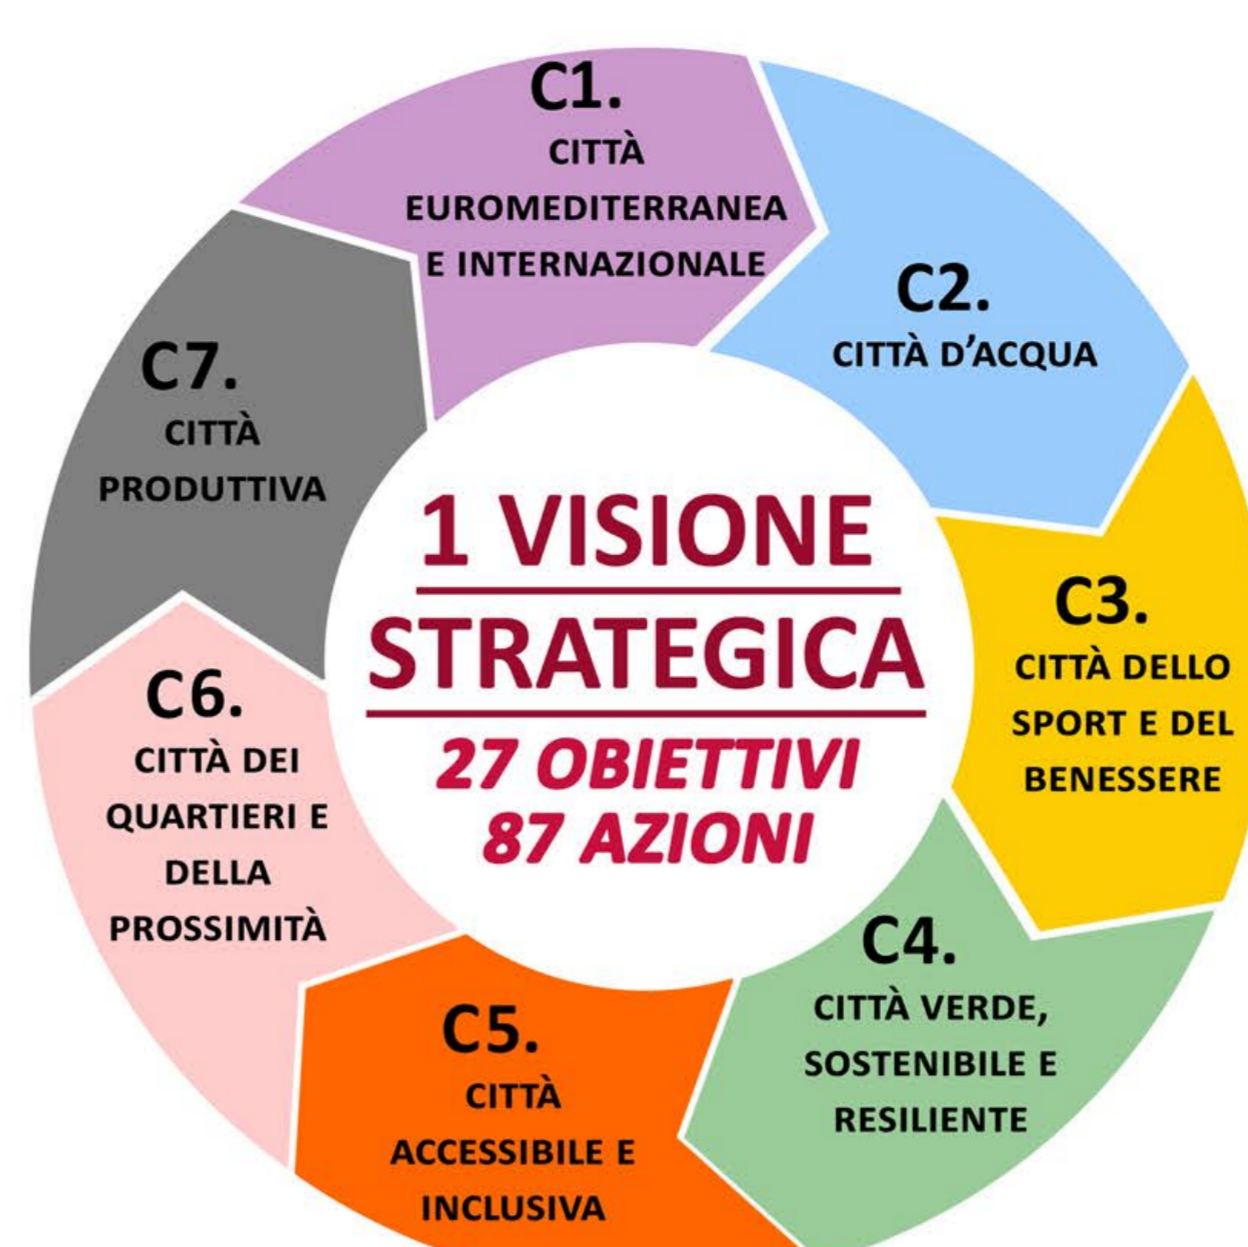 C1.
CITTÀ
EUROMEDITERRANEA
E INTERNAZIONALE
C2.
CITTÀ D’ACQUA
C3.
CITTÀ DELLO
SPORT E DEL
BENESSERE
C4.
CITTÀ VERDE,
SOSTENIBILE E
RESILIENTE
C5.
CITTÀ
ACCESSIBILE E
INCLUSIVA
C6.
CITTÀ DEI
QUARTIERI E
DELLA
PROSSIMITÀ
C7.
CITTÀ
PRODUTTIVA
1 VISIONE
STRATEGICA
27 OBIETTIVI
87 AZIONI